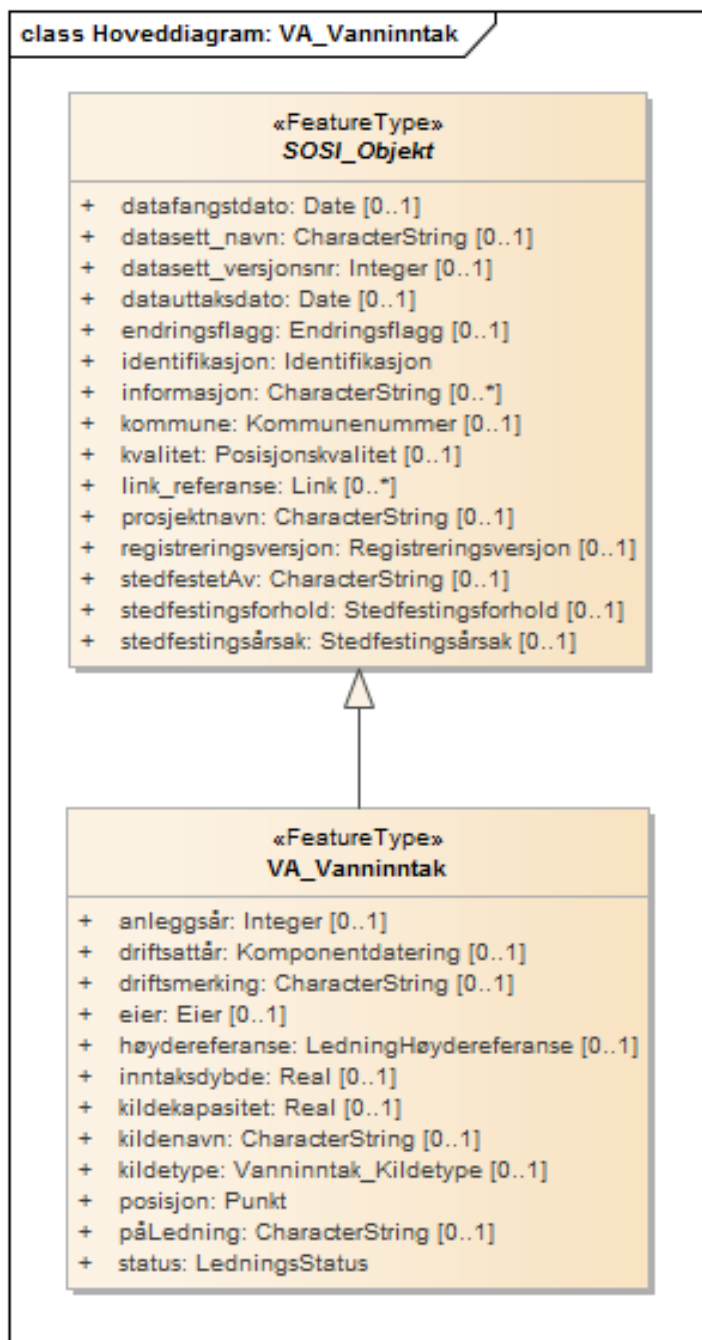 class Hoveddiagram: VA_Vanninntak
«FeatureType»
SOSI_Objekt
+ datafangstdato: Date [0..1]
+ datasett_navn: CharacterString [0..1]
+ datasett_versjonsnr: Integer [0..1]
+ datauttaksdato: Date [0..1]
+ endringsflagg: Endringsflagg [0..1]
+ identifikasjon: Identifikasjon
+ informasjon: CharacterString [0..*]
+ kommune: Kommunenummer [0..1]
+ kvalitet: Posisjonskvalitet [0..1]
+ link_referanse: Link [0..*]
+ prosjektnavn: CharacterString [0..1]
+ registreringsversjon: Registreringsversjon [0..1]
+ stedfestetAv: CharacterString [0..1]
+ stedfestingsforhold: Stedfestingsforhold [0..1]
+ stedfestingsårsak: Stedfestingsårsak [0..1]
«FeatureType»
VA_Vanninntak
+ anleggsår: Integer [0..1]
+ driftsattår: Komponentdatering [0..1]
+ driftsmerking: CharacterString [0..1]
+ eier: Eier [0..1]
+ høydereferanse: LedningHøydereferanse [0..1]
+ inntaksdybde: Real [0..1]
+ kildekapasitet: Real [0..1]
+ kildenavn: CharacterString [0..1]
+ kildetype: Vanninntak_Kildetype [0..1]
+ posisjon: Punkt
+ påLedning: CharacterString [0..1]
+ status: LedningsStatus